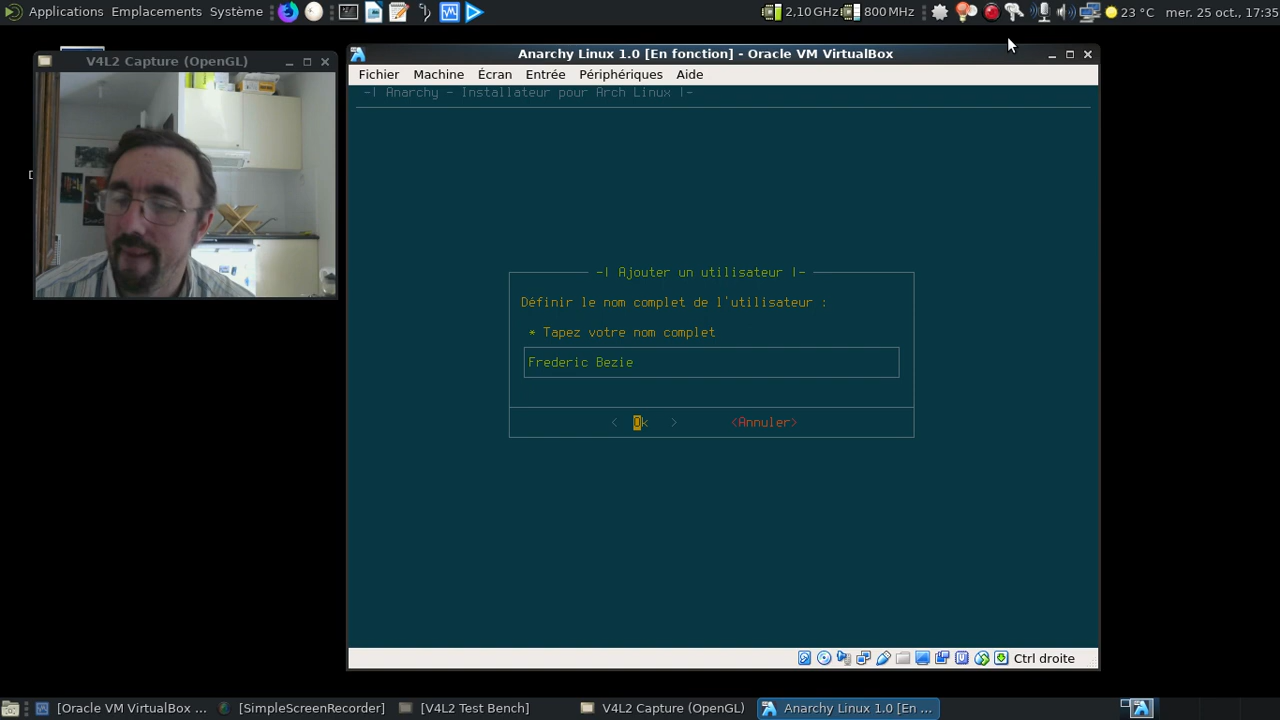 Applications Emplacements Système 2,10 GHz 800 MHz 23 °C mer. 25 oct., 17:35
V4L2 Capture (OpenGL)
Anarchy Linux 1.0 [En fonction] - Oracle VM VirtualBox
Fichier Machine Écran Entrée Périphériques Aide
-| Anarchy - Installateur pour Arch Linux |-
-| Ajouter un utilisateur |-
Définir le nom complet de l'utilisateur :
* Tapez votre nom complet
Frederic Bezie
< Ok > <Annuler>
Ctrl droite
[Oracle VM VirtualBox ... [SimpleScreenRecorder] [V4L2 Test Bench] V4L2 Capture (OpenGL) Anarchy Linux 1.0 [En ...